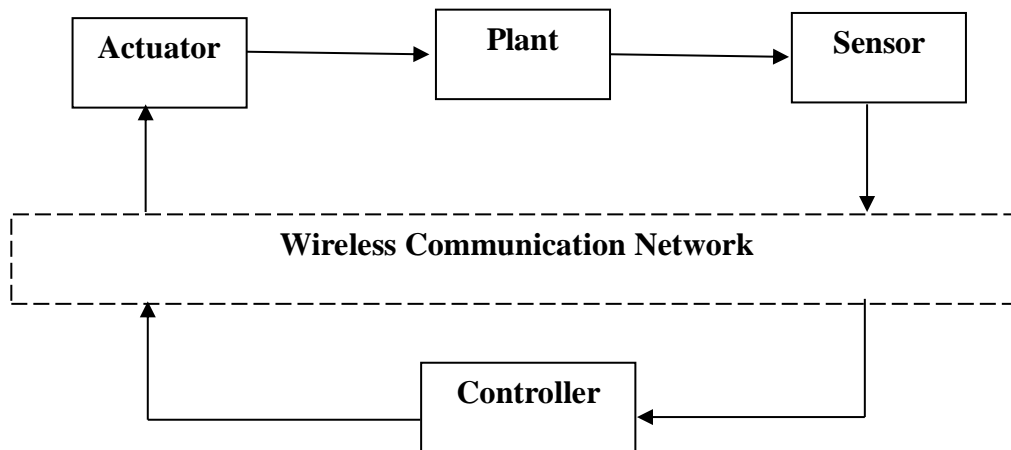 Actuator
Plant
Sensor
Wireless Communication Network
Controller